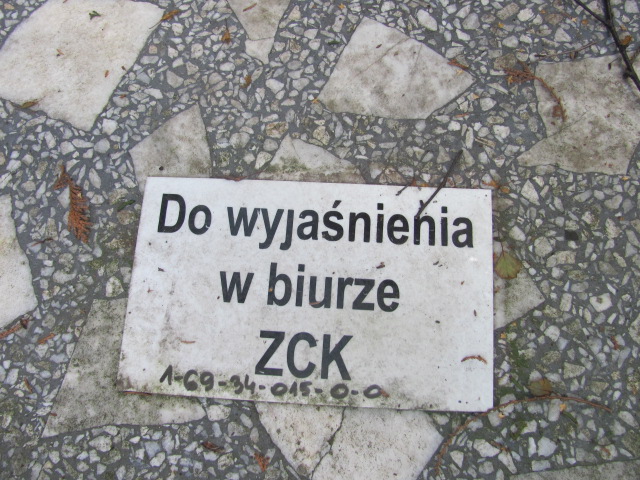 Do wyjaśnienia
w biurze
ZCK
1-69-34-015-0-0